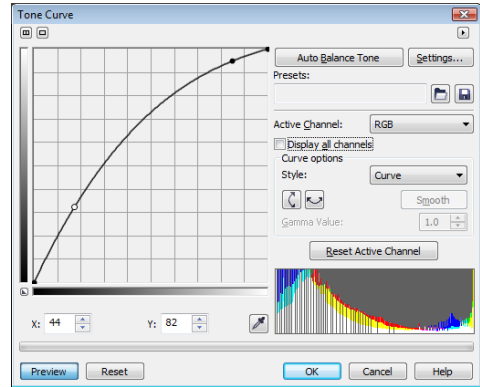 Tone Curve
Auto Balance Tone
Settings...
Presets:
Active Channel:
RGB
Display all channels
Curve options
Style:
Curve
Smooth
Gamma Value:
1.0
Reset Active Channel
X: 44
Y: 82
Preview
Reset
OK
Cancel
Help